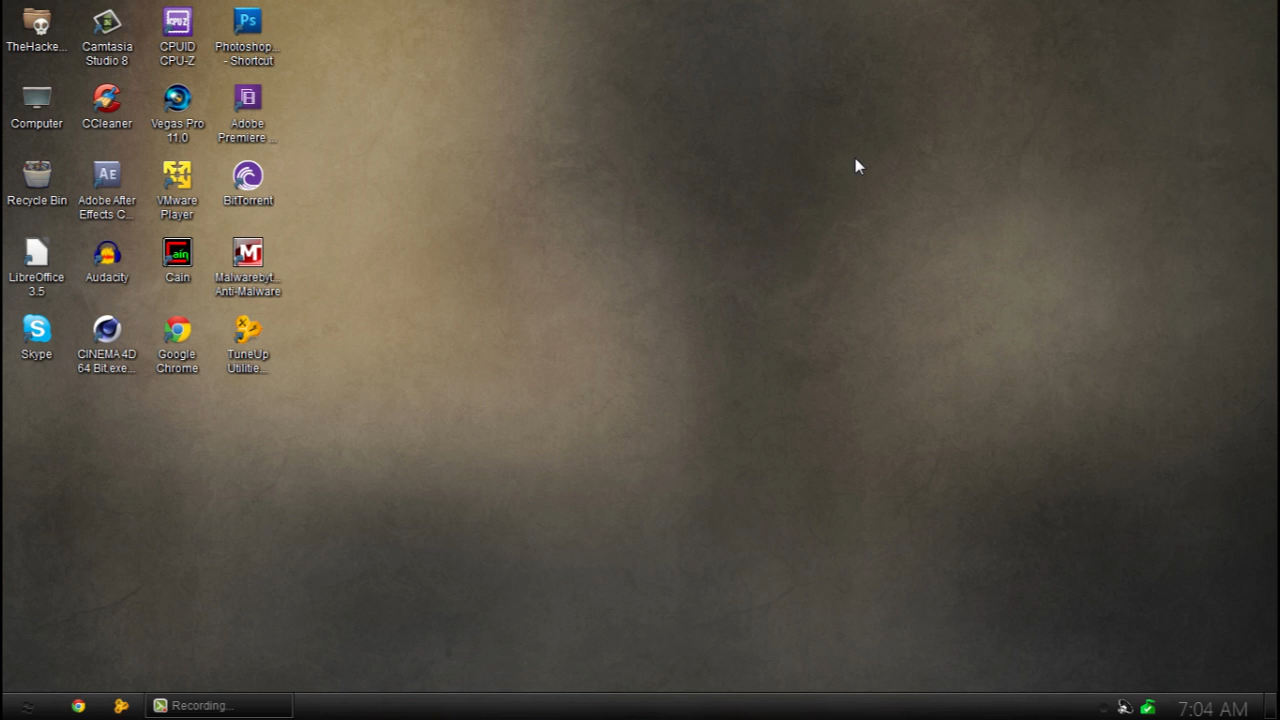 TheHacke...
Camtasia
Studio 8
CPUID
CPU-Z
Photoshop...
- Shortcut
Computer
CCleaner
Vegas Pro
11.0
Adobe
Premiere ...
Recycle Bin
Adobe After
Effects C...
VMware
Player
BitTorrent
LibreOffice
3.5
Audacity
Cain
Malwarebyt...
Anti-Malware
Skype
CINEMA 4D
64 Bit.exe...
Google
Chrome
TuneUp
Utilitie...
Recording...
7:04 AM